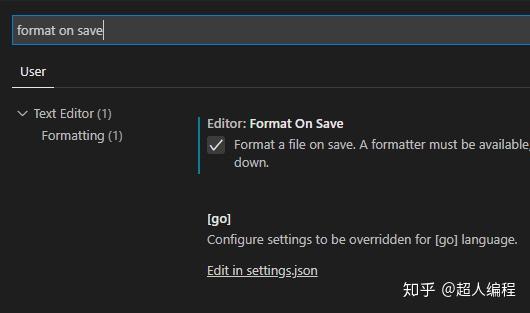 format on save
User
Text Editor (1)
Formatting (1)
Editor: Format On Save
Format a file on save. A formatter must be available,
down.
[go]
Configure settings to be overridden for [go] language.
Edit in settings.json
知乎 @超人编程